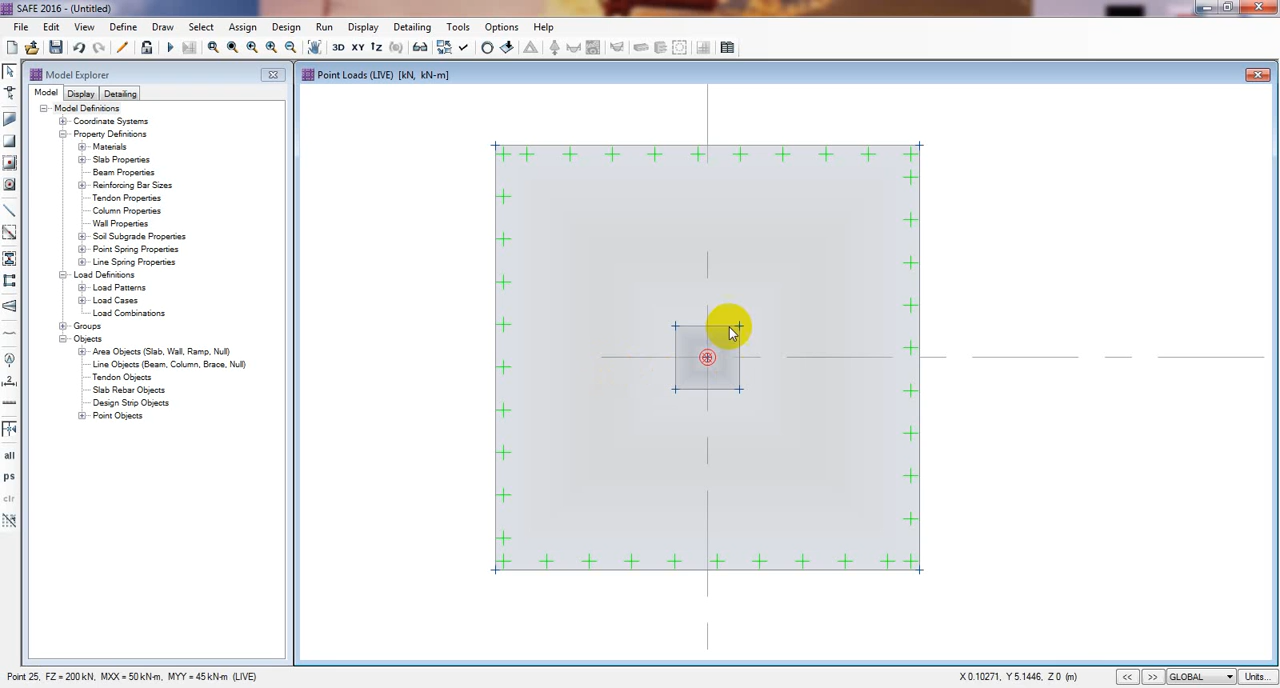 SAFE 2016 - (Untitled)
File Edit View Define Draw Select Assign Design Run Display Detailing Tools Options Help
3D XY
Model Explorer
Point Loads (LIVE) [kN, kN-m]
Model Display Detailing
Model Definitions
Coordinate Systems
Property Definitions
Materials
Slab Properties
Beam Properties
Reinforcing Bar Sizes
Tendon Properties
Column Properties
Wall Properties
Soil Subgrade Properties
Point Spring Properties
Line Spring Properties
Load Definitions
Load Patterns
Load Cases
Load Combinations
Groups
Objects
Area Objects (Slab, Wall, Ramp, Null)
Line Objects (Beam, Column, Brace, Null)
Tendon Objects
Slab Rebar Objects
Design Strip Objects
Point Objects
all
ps
clr
Point 25, FZ = 200 kN, MXX = 50 kN-m, MYY = 45 kN-m (LIVE)
X 0.10271, Y 5.1446, Z 0 (m)
<< >> GLOBAL Units...